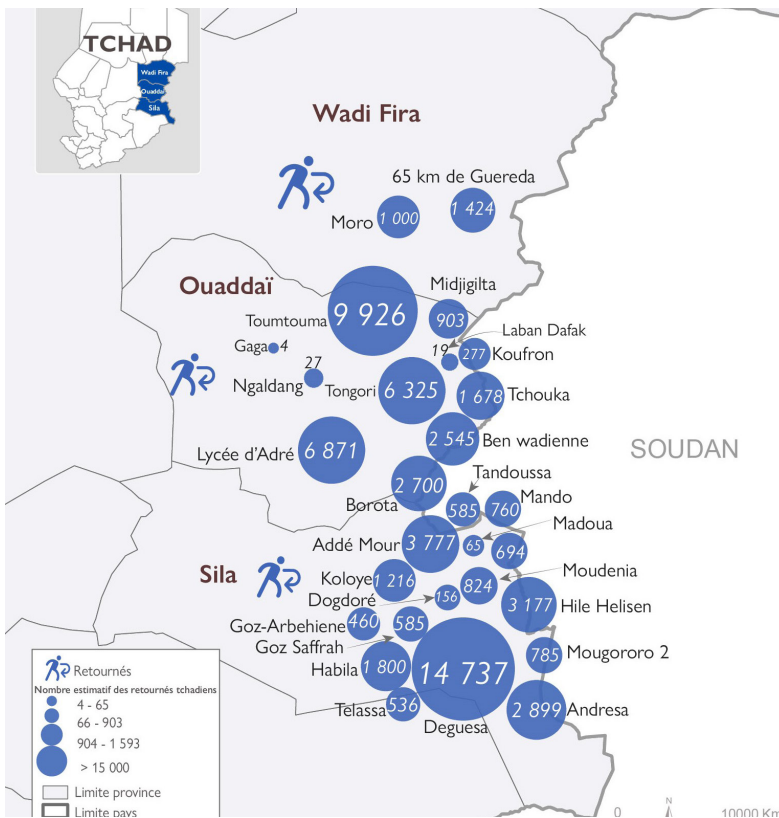 TCHAD
Wadi Fira
Ouaddaï
Sila
Wadi Fira
65 km de Guereda
1 424
Moro
1 000
Ouaddaï
Midjigilta
9 926
Toumtouma
903
Laban Dafak
19
Gaga
4
277
Koufron
27
Ngaldang
Tongori
6 325
1 678
Tchouka
2 545
Ben wadienne
SOUDAN
Lycée d'Adré
6 871
Tandoussa
2 700
Borota
585
760
Mando
Madoua
Addé Mour
3 777
65
694
Sila
Koloye
1 216
Moudenia
824
Dogdoré
156
3 177
Hile Helisen
Goz-Arbehiene
460
585
Goz Saffrah
785
Mougororo 2
Habila
1 800
14 737
Telassa
536
Deguesa
2 899
Andresa
Retournés
Nombre estimatif des retournés tchadiens
4 - 65
66 - 903
904 - 1 593
> 15 000
Limite province
Limite pays
N
0
10000 Km